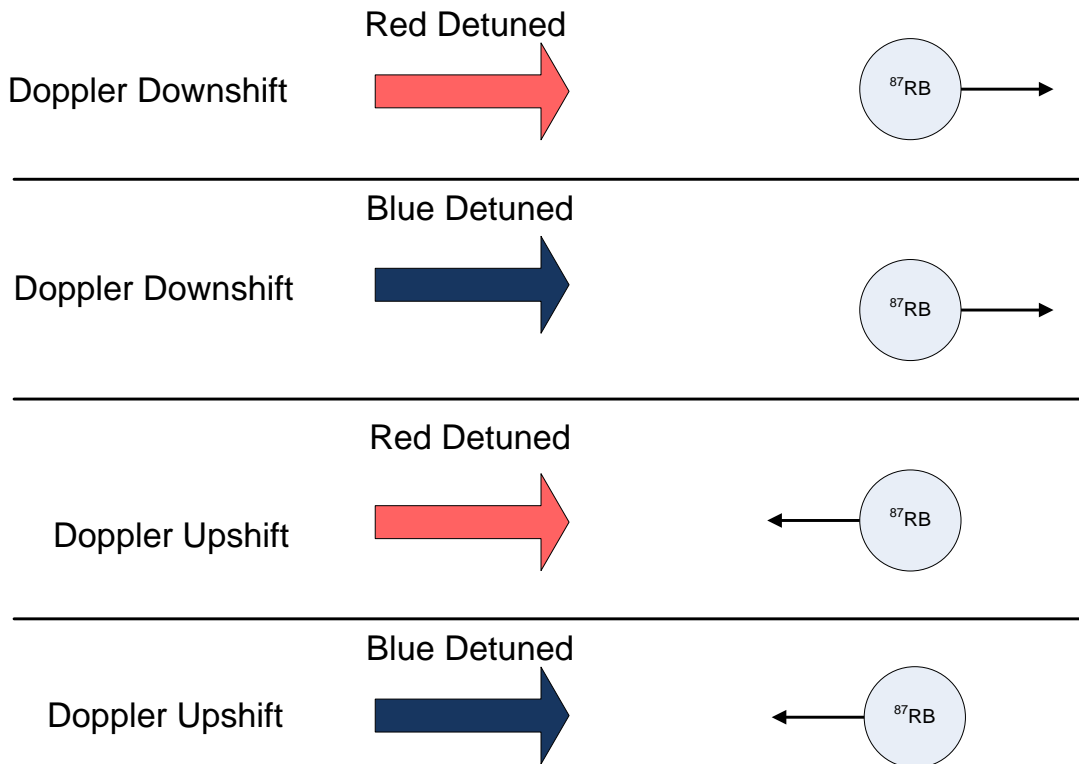 Red Detuned
Doppler Downshift
⁸⁷RB
Blue Detuned
Doppler Downshift
⁸⁷RB
Red Detuned
Doppler Upshift
⁸⁷RB
Blue Detuned
Doppler Upshift
⁸⁷RB